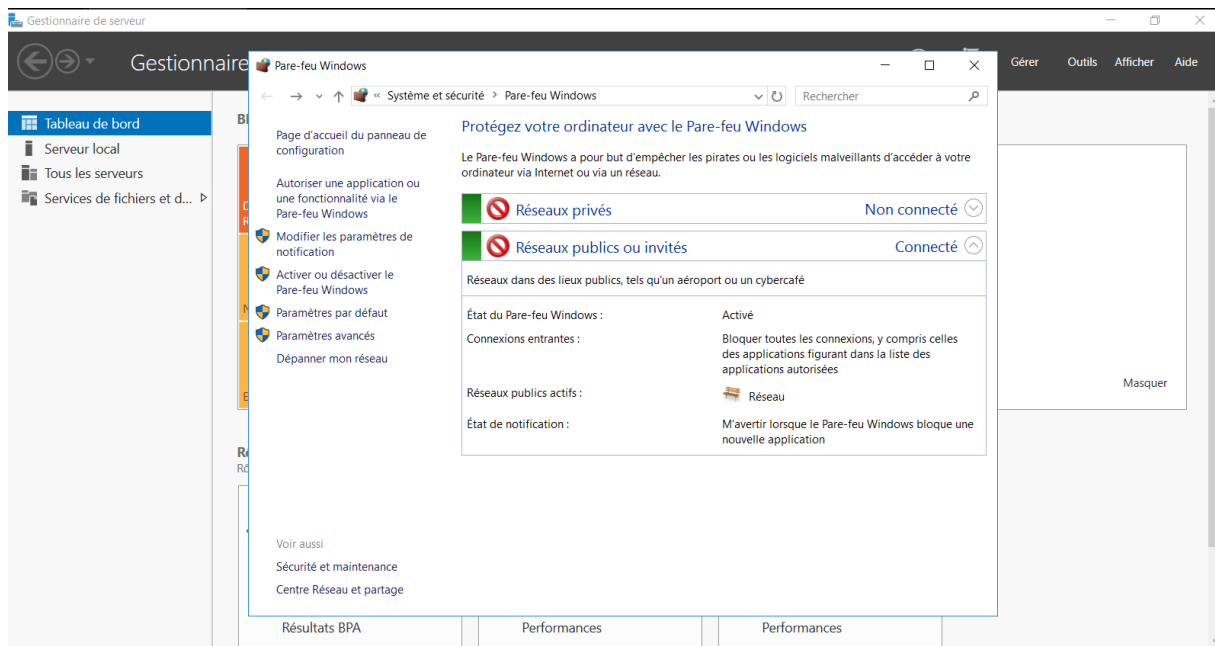 Gestionnaire de serveur
Gestionnaire
Gérer Outils Afficher Aide
Tableau de bord
Serveur local
Tous les serveurs
Services de fichiers et d...
Pare-feu Windows
« Système et sécurité > Pare-feu Windows
Rechercher
Page d'accueil du panneau de
configuration
Autoriser une application ou
une fonctionnalité via le
Pare-feu Windows
Modifier les paramètres de
notification
Activer ou désactiver le
Pare-feu Windows
Paramètres par défaut
Paramètres avancés
Dépanner mon réseau
Voir aussi
Sécurité et maintenance
Centre Réseau et partage
Protégez votre ordinateur avec le Pare-feu Windows
Le Pare-feu Windows a pour but d'empêcher les pirates ou les logiciels malveillants d'accéder à votre
ordinateur via Internet ou via un réseau.
Réseaux privés Non connecté
Réseaux publics ou invités Connecté
Réseaux dans des lieux publics, tels qu'un aéroport ou un cybercafé
État du Pare-feu Windows : Activé
Connexions entrantes : Bloquer toutes les connexions, y compris celles
des applications figurant dans la liste des
applications autorisées
Réseaux publics actifs : Réseau
État de notification : M'avertir lorsque le Pare-feu Windows bloque une
nouvelle application
Masquer
Résultats BPA Performances Performances